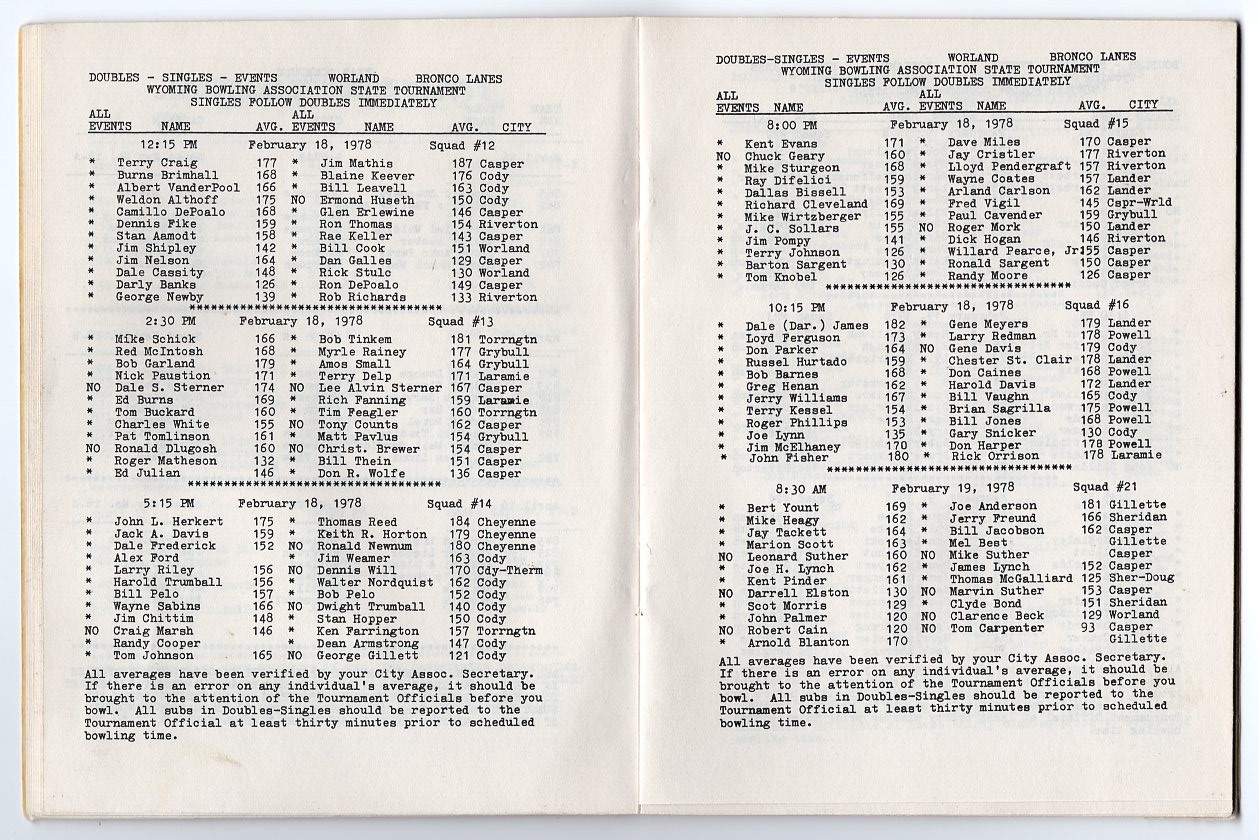 DOUBLES - SINGLES - EVENTS WORLAND BRONCO LANES
WYOMING BOWLING ASSOCIATION STATE TOURNAMENT
SINGLES FOLLOW DOUBLES IMMEDIATELY
ALL ALL
EVENTS NAME AVG. EVENTS NAME AVG. CITY
12:15 PM February 18, 1978 Squad #12
* Terry Craig 177 * Jim Mathis 187 Casper
* Burns Brimhall 168 * Blaine Keever 176 Cody
* Albert VanderPool 166 * Bill Leavell 163 Cody
* Weldon Althoff 175 NO Ermond Huseth 150 Cody
* Camillo DePoalo 168 * Glen Erlewine 146 Casper
* Dennis Fike 159 * Ron Thomas 154 Riverton
* Stan Aamodt 158 * Rae Keller 143 Casper
* Jim Shipley 142 * Bill Cook 151 Worland
* Jim Nelson 164 * Dan Galles 129 Casper
* Dale Cassity 148 * Rick Stulc 130 Worland
* Darly Banks 126 * Ron DePoalo 149 Casper
* George Newby 139 * Rob Richards 133 Riverton
******************************************
2:30 PM February 18, 1978 Squad #13
* Mike Schick 166 * Bob Tinkem 181 Torrngtn
* Red McIntosh 168 * Myrle Rainey 177 Grybull
* Bob Garland 179 * Amos Small 164 Grybull
* Nick Paustion 171 * Terry Delp 171 Laramie
NO Dale S. Sterner 174 NO Lee Alvin Sterner 167 Casper
* Ed Burns 169 * Rich Fanning 159 Laramie
* Tom Buckard 160 * Tim Feagler 160 Torrngtn
* Charles White 155 NO Tony Counts 162 Casper
* Pat Tomlinson 161 * Matt Pavlus 154 Grybull
NO Ronald Dlugosh 160 NO Christ. Brewer 154 Casper
* Roger Matheson 132 * Bill Thein 151 Casper
* Ed Julian 146 * Don R. Wolfe 136 Casper
******************************************
5:15 PM February 18, 1978 Squad #14
* John L. Herkert 175 * Thomas Reed 184 Cheyenne
* Jack A. Davis 159 * Keith R. Horton 179 Cheyenne
* Dale Frederick 152 NO Ronald Newnum 180 Cheyenne
* Alex Ford * Jim Weamer 163 Cody
* Larry Riley 156 NO Dennis Will 170 Cdy-Therm
* Harold Trumball 156 * Walter Nordquist 162 Cody
* Bill Pelo 157 * Bob Pelo 152 Cody
* Wayne Sabins 166 NO Dwight Trumball 140 Cody
* Jim Chittim 148 * Stan Hopper 150 Cody
NO Craig Marsh 146 * Ken Farrington 157 Torrngtn
* Randy Cooper * Dean Armstrong 147 Cody
* Tom Johnson 165 NO George Gillett 121 Cody
All averages have been verified by your City Assoc. Secretary.
If there is an error on any individual's average, it should be
brought to the attention of the Tournament Officials before you
bowl. All subs in Doubles-Singles should be reported to the
Tournament Official at least thirty minutes prior to scheduled
bowling time.
DOUBLES-SINGLES - EVENTS WORLAND BRONCO LANES
WYOMING BOWLING ASSOCIATION STATE TOURNAMENT
SINGLES FOLLOW DOUBLES IMMEDIATELY
ALL ALL
EVENTS NAME AVG. EVENTS NAME AVG. CITY
8:00 PM February 18, 1978 Squad #15
* Kent Evans 171 * Dave Miles 170 Casper
NO Chuck Geary 160 * Jay Cristler 177 Riverton
* Mike Sturgeon 168 * Lloyd Pendergraft 157 Riverton
* Ray Difelici 159 * Wayne Coates 157 Lander
* Dallas Bissell 153 * Arland Carlson 162 Lander
* Richard Cleveland 169 * Fred Vigil 145 Cspr-Wrld
* Mike Wirtzberger 155 * Paul Cavender 159 Grybull
* J. C. Sollars 155 NO Roger Mork 150 Lander
* Jim Pompy 141 * Dick Hogan 146 Riverton
* Terry Johnson 126 * Willard Pearce, Jr155 Casper
* Barton Sargent 130 * Ronald Sargent 150 Casper
* Tom Knobel 126 * Randy Moore 126 Casper
****************************************
10:15 PM February 18, 1978 Squad #16
* Dale (Dar.) James 182 * Gene Meyers 179 Lander
* Loyd Ferguson 173 * Larry Redman 178 Powell
* Don Parker 164 NO Gene Davis 179 Cody
* Russel Hurtado 159 * Chester St. Clair 178 Lander
* Bob Barnes 168 * Don Caines 168 Powell
* Greg Henan 162 * Harold Davis 172 Lander
* Jerry Williams 167 * Bill Vaughn 165 Cody
* Terry Kessel 154 * Brian Sagrilla 175 Powell
* Roger Phillips 153 * Bill Jones 168 Powell
* Joe Lynn 135 * Gary Snicker 130 Cody
* Jim McElhaney 170 * Don Harper 178 Powell
* John Fisher 180 * Rick Orrison 178 Laramie
****************************************
8:30 AM February 19, 1978 Squad #21
* Bert Yount 169 * Joe Anderson 181 Gillette
* Mike Heagy 162 * Jerry Freund 166 Sheridan
* Jay Tackett 164 * Bill Jacobson 162 Casper
* Marion Scott 163 * Mel Best Gillette
NO Leonard Suther 160 NO Mike Suther Casper
* Joe H. Lynch 162 * James Lynch 152 Casper
* Kent Pinder 161 * Thomas McGalliard 125 Sher-Doug
NO Darrell Elston 130 NO Marvin Suther 153 Casper
* Scot Morris 129 * Clyde Bond 151 Sheridan
* John Palmer 120 NO Clarence Beck 129 Worland
NO Robert Cain 120 NO Tom Carpenter 93 Casper
* Arnold Blanton 170 Gillette
All averages have been verified by your City Assoc. Secretary.
If there is an error on any individual's average, it should be
brought to the attention of the Tournament Officials before you
bowl. All subs in Doubles-Singles should be reported to the
Tournament Official at least thirty minutes prior to scheduled
bowling time.